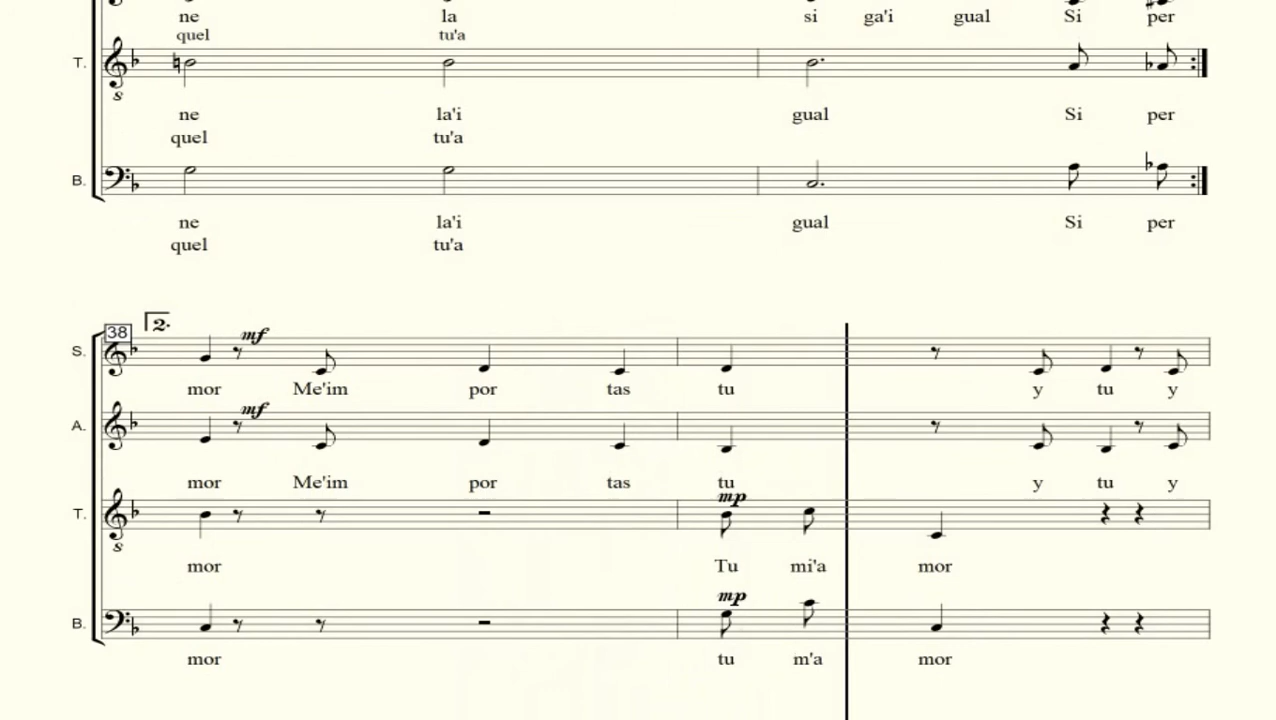 ne la si ga'i gual Si per
quel tu'a
T.
8
ne la'i gual Si per
quel tu'a
B.
ne la'i gual Si per
quel tu'a
38 2.
mf
S.
mor Me'im por tas tu y tu y
mf
A.
mor Me'im por tas tu y tu y
mp
T.
8
mor Tu mi'a mor
mp
B.
mor tu m'a mor